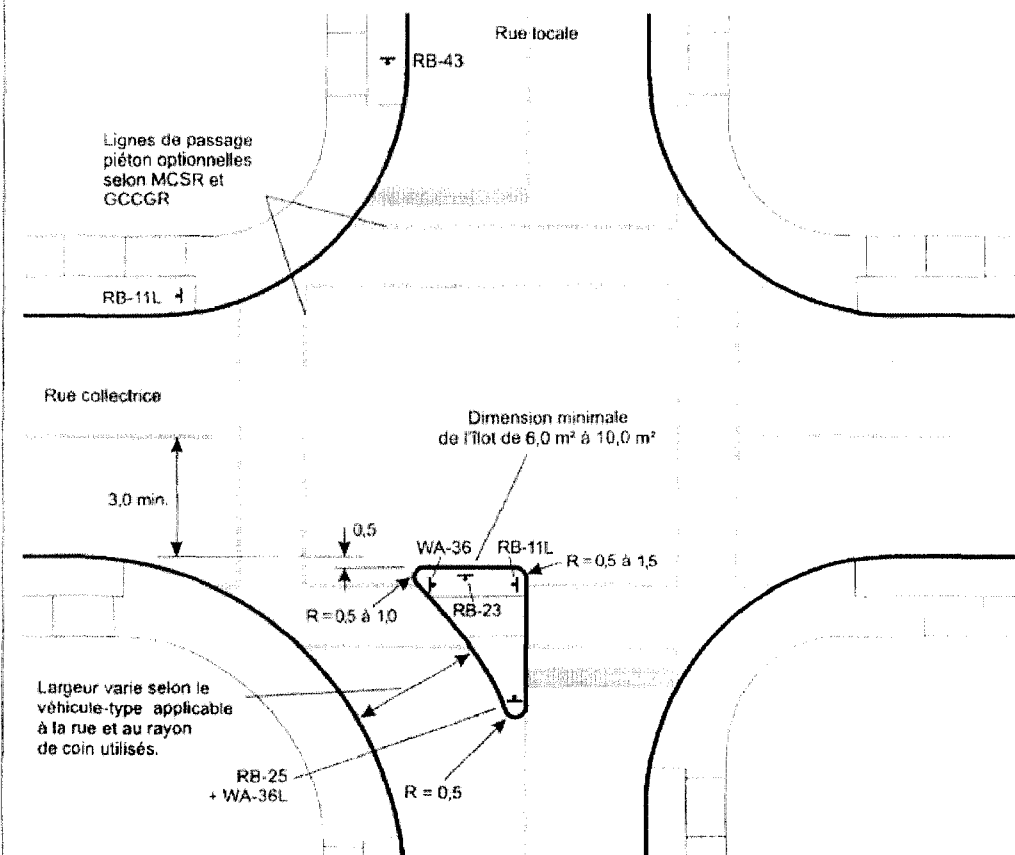 Rue locale
RB-43
Lignes de passage
piéton optionnelles
selon MCSR et
GCCGR
RB-11L
Rue collectrice
Dimension minimale
de l'îlot de 6,0 m² à 10,0 m²
3,0 min.
0,5
WA-36
RB-11L
R = 0,5 à 1,5
R = 0,5 à 1,0
RB-23
Largeur varie selon le
véhicule-type applicable
à la rue et au rayon
de coin utilisés.
RB-25
+ WA-36L
R = 0,5